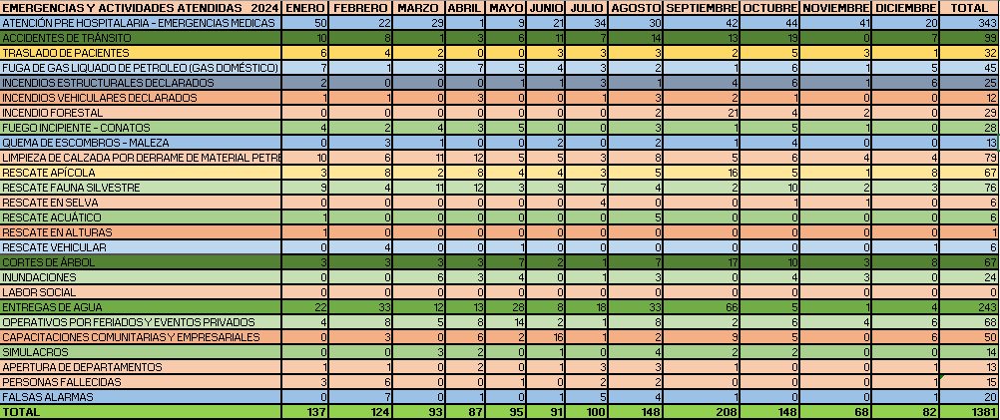 EMERGENCIAS Y ACTIVIDADES ATENDIDAS 2024 ENERO FEBRERO MARZO ABRIL MAYO JUNIO JULIO AGOSTO SEPTIEMBRE OCTUBRE NOVIEMBRE DICIEMBRE TOTAL
ATENCIÓN PRE HOSPITALARIA - EMERGENCIAS MEDICAS 50 22 29 1 9 21 34 30 42 44 41 20 343
ACCIDENTES DE TRÁNSITO 10 8 1 3 6 11 7 14 13 19 0 7 99
TRASLADO DE PACIENTES 6 4 2 0 0 3 3 3 2 5 3 1 32
FUGA DE GAS LIQUADO DE PETROLEO (GAS DOMÉSTICO) 7 1 3 7 5 4 3 2 1 6 1 5 45
INCENDIOS ESTRUCTURALES DECLARADOS 2 0 0 0 1 1 3 1 4 6 1 6 25
INCENDIOS VEHICULARES DECLARADOS 1 1 0 3 0 0 1 3 2 1 0 0 12
INCENDIO FORESTAL 0 0 0 0 0 0 0 2 21 4 2 0 29
FUEGO INCIPIENTE - CONATOS 4 2 4 3 5 0 0 3 1 5 1 0 28
QUEMA DE ESCOMBROS - MALEZA 0 3 1 0 0 2 0 2 1 4 0 0 13
LIMPIEZA DE CALZADA POR DERRAME DE MATERIAL PETRE 10 6 11 12 5 5 3 8 5 6 4 4 79
RESCATE APÍCOLA 3 8 2 8 4 4 3 5 16 5 1 8 67
RESCATE FAUNA SILVESTRE 9 4 11 12 3 9 7 4 2 10 2 3 76
RESCATE EN SELVA 0 0 0 0 0 0 4 0 0 1 1 0 6
RESCATE ACUÁTICO 1 0 0 0 0 0 0 5 0 0 0 0 6
RESCATE EN ALTURAS 1 0 0 0 0 0 0 0 0 0 0 0 1
RESCATE VEHICULAR 0 4 0 0 1 0 0 0 0 0 0 1 6
CORTES DE ÁRBOL 3 3 3 3 7 2 1 7 17 10 3 8 67
INUNDACIONES 0 0 6 3 4 0 1 3 0 4 3 0 24
LABOR SOCIAL 0 0 0 0 0 0 0 0 0 0 0 0 0
ENTREGAS DE AGUA 22 33 12 13 28 8 18 33 66 5 1 4 243
OPERATIVOS POR FERIADOS Y EVENTOS PRIVADOS 4 8 5 8 14 2 1 8 2 6 4 6 68
CAPACITACIONES COMUNITARIAS Y EMPRESARIALES 0 3 0 6 2 16 1 2 9 5 0 6 50
SIMULACROS 0 0 3 2 0 1 0 4 2 2 0 0 14
APERTURA DE DEPARTAMENTOS 1 1 0 2 0 1 3 3 1 0 0 1 13
PERSONAS FALLECIDAS 3 6 0 0 1 0 2 2 0 0 0 1 15
FALSAS ALARMAS 0 7 0 1 0 1 5 4 1 0 0 1 20
TOTAL 137 124 93 87 95 91 100 148 208 148 68 82 1381